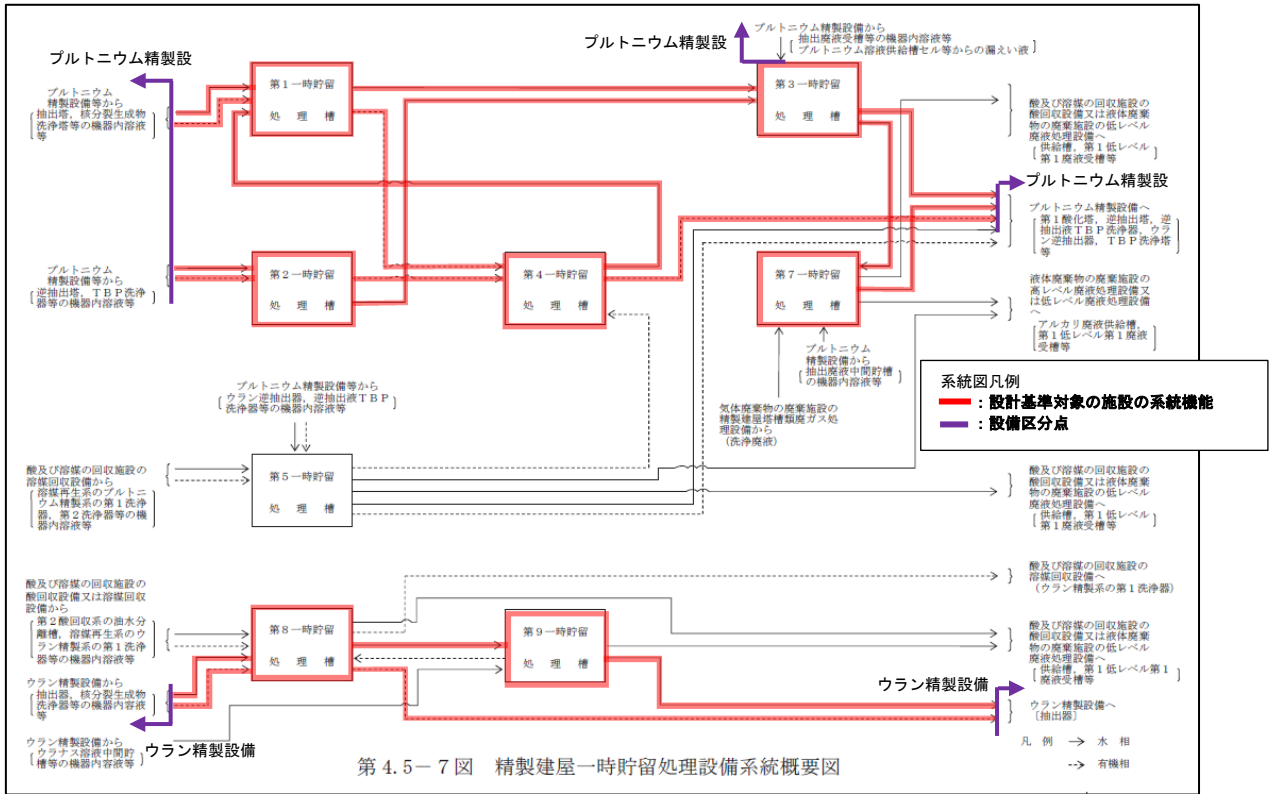 プルトニウム精製設
プルトニウム
精製設備等から
抽出塔，核分裂生成物
洗浄塔等の機器内溶液
等
第１一時貯留
処 理 槽
プルトニウム精製設
プルトニウム精製設備から
抽出廃液受槽等の機器内溶液等
プルトニウム溶液供給槽セル等からの漏えい液
第３一時貯留
処 理 槽
酸及び溶媒の回収施設の
酸回収設備又は液体廃棄
物の廃棄施設の低レベル
廃液処理設備へ
供給槽，第１低レベル
第１廃液受槽等
プルトニウム精製設
プルトニウム精製設備へ
第１酸化塔，逆抽出塔，逆
抽出液ＴＢＰ洗浄器，ウラ
ン逆抽出器，ＴＢＰ洗浄塔
等
プルトニウム
精製設備等から
逆抽出塔，ＴＢＰ洗浄
器等の機器内溶液等
第２一時貯留
処 理 槽
第４一時貯留
処 理 槽
第７一時貯留
処 理 槽
液体廃棄物の廃棄施設の
高レベル廃液処理設備又
は低レベル廃液処理設備
へ
アルカリ廃液供給槽，
第１低レベル第１廃液
受槽等
プルトニウム
精製設備から
抽出廃液中間貯槽
の機器内溶液等
気体廃棄物の廃棄施設の
精製建屋塔槽類廃ガス処
理設備から
（洗浄廃液）
系統図凡例
：設計基準対象の施設の系統機能
：設備区分点
プルトニウム精製設備等から
ウラン逆抽出器，逆抽出液ＴＢＰ
洗浄器等の機器内溶液等
酸及び溶媒の回収施設の
溶媒回収設備から
溶媒再生系のプルトニ
ウム精製系の第１洗浄
器，第２洗浄器等の機
器内溶液等
第５一時貯留
処 理 槽
酸及び溶媒の回収施設の
酸回収設備又は液体廃棄
物の廃棄施設の低レベル
廃液処理設備へ
供給槽，第１低レベル
第１廃液受槽等
酸及び溶媒の回収施設の
溶媒回収設備へ
（ウラン精製系の第１洗浄器）
酸及び溶媒の回収施設の
酸回収設備又は溶媒回収
設備から
第２酸回収系の油水分
離槽，溶媒再生系のウ
ラン精製系の第１洗浄
器等の機器内溶液等
第８一時貯留
処 理 槽
第９一時貯留
処 理 槽
酸及び溶媒の回収施設の
酸回収設備又は液体廃棄
物の廃棄施設の低レベル
廃液処理設備へ
供給槽，第１低レベル第１
廃液受槽等
ウラン精製設備から
抽出器，核分裂生成物
洗浄器等の機器内容液
等
ウラン精製設備
ウラン精製設備へ
〔抽出器〕
ウラン精製設備から
ウラナス溶液中間貯
槽等の機器内容液等
ウラン精製設備
凡 例 → 水 相
--> 有機相
第 4.5－7 図 精製建屋一時貯留処理設備系統概要図